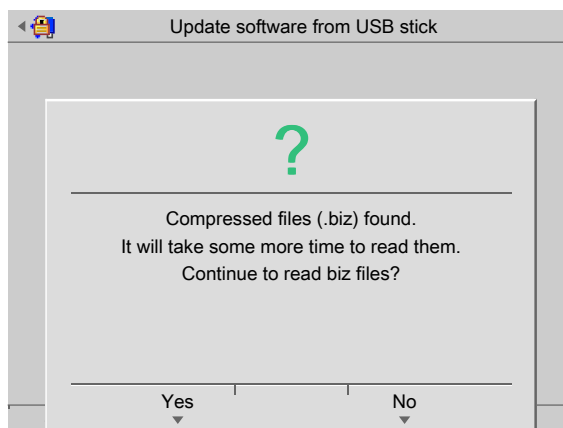 Update software from USB stick
?
Compressed files (.biz) found.
It will take some more time to read them.
Continue to read biz files?
Yes No